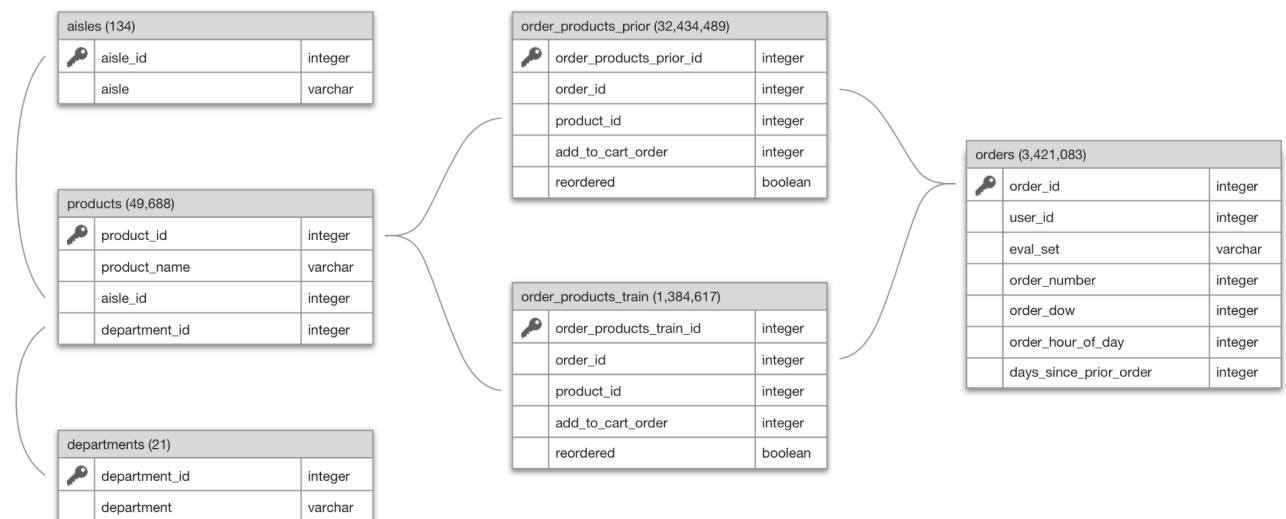 aisles (134)
aisle_id integer
aisle varchar
products (49,688)
product_id integer
product_name varchar
aisle_id integer
department_id integer
departments (21)
department_id integer
department varchar
order_products_prior (32,434,489)
order_products_prior_id integer
order_id integer
product_id integer
add_to_cart_order integer
reordered boolean
order_products_train (1,384,617)
order_products_train_id integer
order_id integer
product_id integer
add_to_cart_order integer
reordered boolean
orders (3,421,083)
order_id integer
user_id integer
eval_set varchar
order_number integer
order_dow integer
order_hour_of_day integer
days_since_prior_order integer